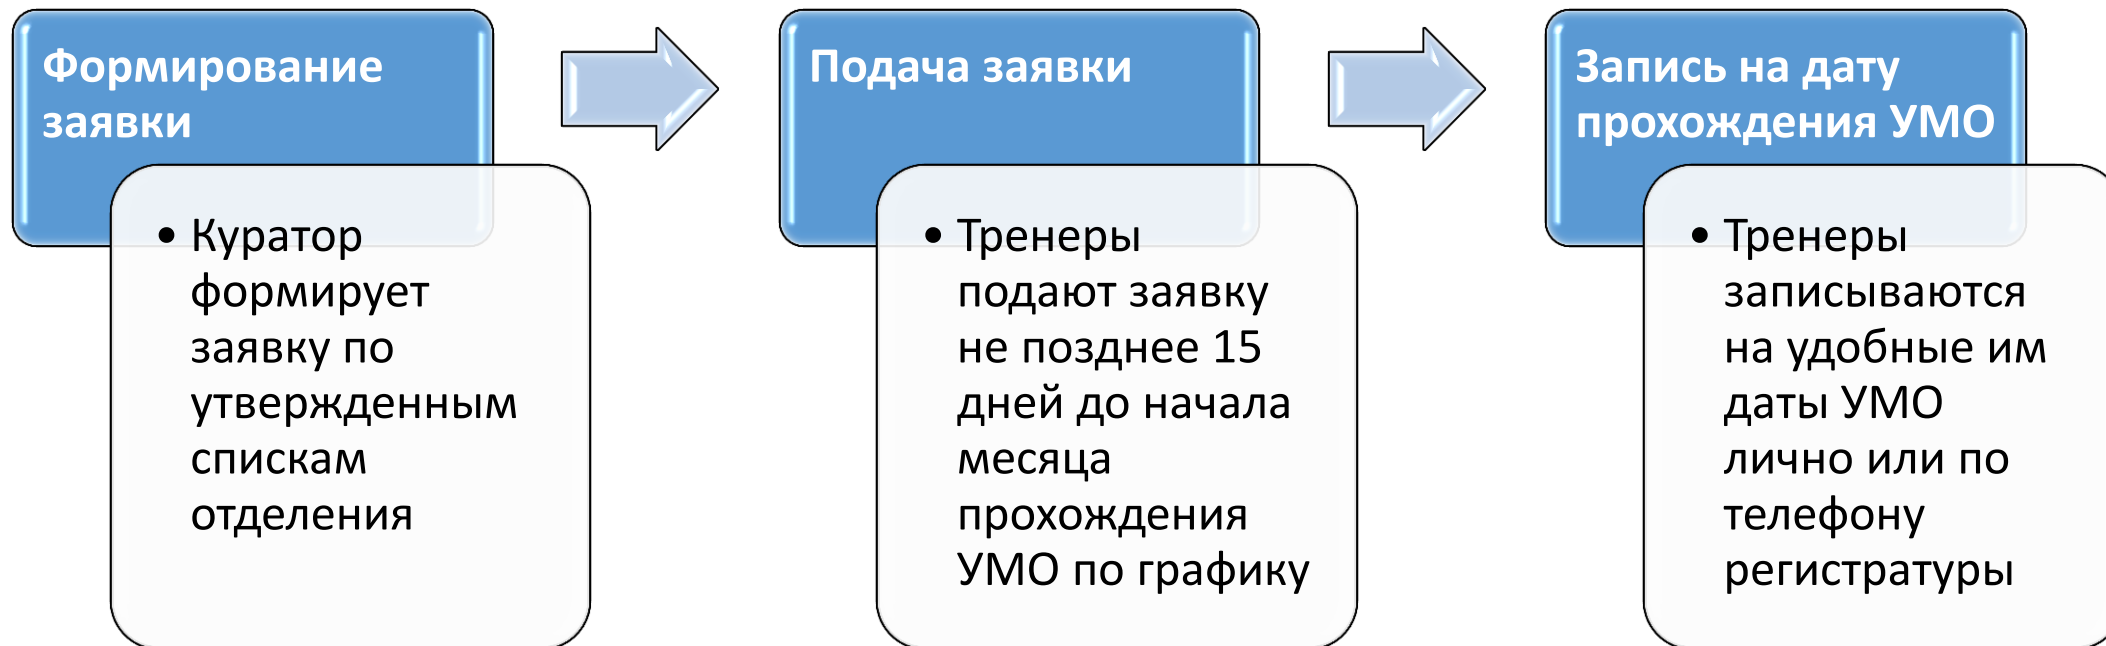 Формирование
заявки
• Куратор
формирует
заявку по
утвержденным
спискам
отделения
Подача заявки
• Тренеры
подают заявку
не позднее 15
дней до начала
месяца
прохождения
УМО по графику
Запись на дату
прохождения УМО
• Тренеры
записываются
на удобные им
даты УМО
лично или по
телефону
регистратуры